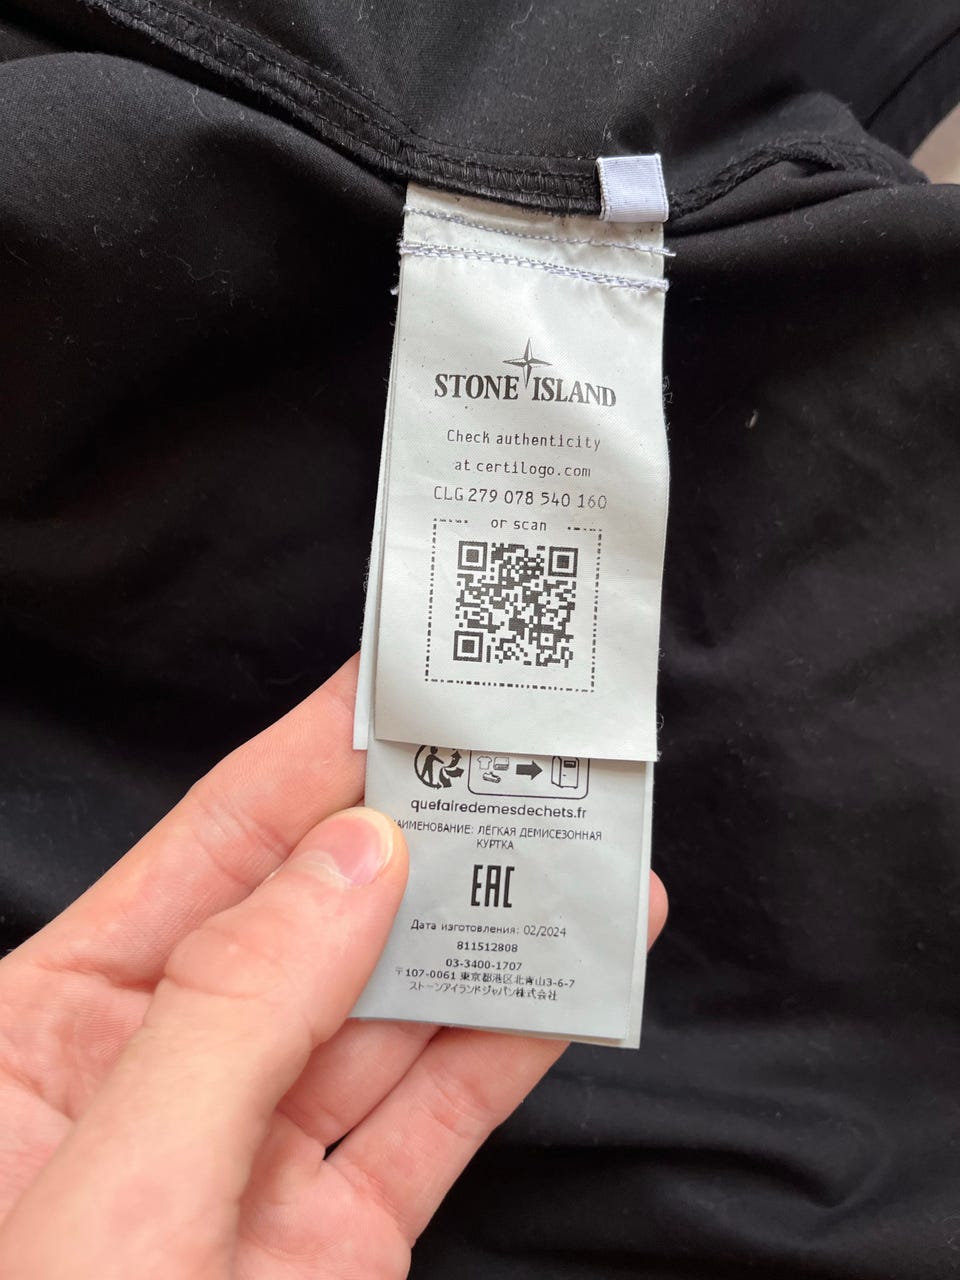 STONE ISLAND
Check authenticity
at certilogo.com
CLG 279 078 540 160
or scan
quefairedemesdechets.fr
НАИМЕНОВАНИЕ: ЛЁГКАЯ ДЕМИСЕЗОННАЯ
КУРТКА
EAC
Дата изготовления: 02/2024
811512808
03-3400-1707
〒107-0061 東京都港区北青山3-6-7
ストーンアイランドジャパン株式会社